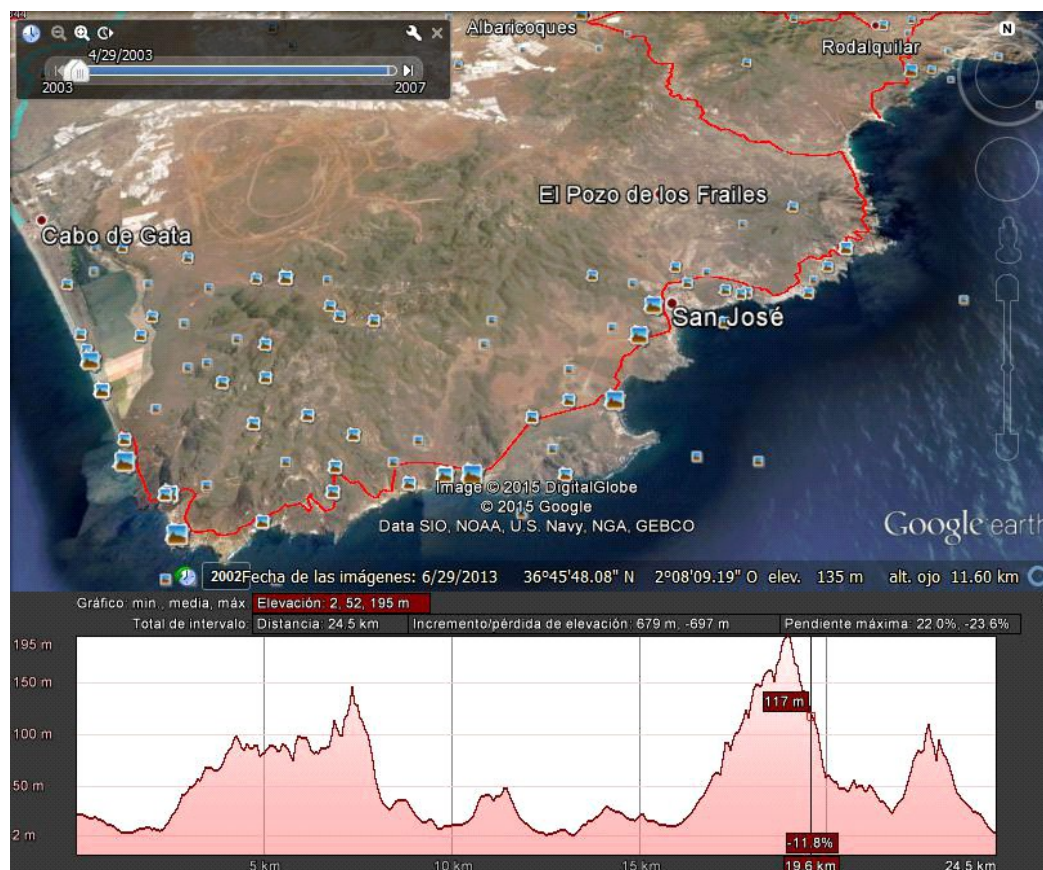 Albaricoques
N
Rodalquilar
4/29/2003
2003
2007
El Pozo de los Frailes
Cabo de Gata
San José
Image © 2015 DigitalGlobe
© 2015 Google
Data SIO, NOAA, U.S. Navy, NGA, GEBCO
Google earth
2002 Fecha de las imágenes: 6/29/2013 36°45'48.08" N 2°08'09.19" O elev. 135 m alt. ojo 11.60 km
Gráfico: mín., media, máx. Elevación: 2, 52, 195 m
Total de intervalo: Distancia: 24.5 km Incremento/pérdida de elevación: 679 m, -697 m Pendiente máxima: 22.0%, -23.6%
195 m
150 m
117 m
100 m
50 m
2 m
-11.8%
5 km 10 km 15 km 19.6 km 24.5 km